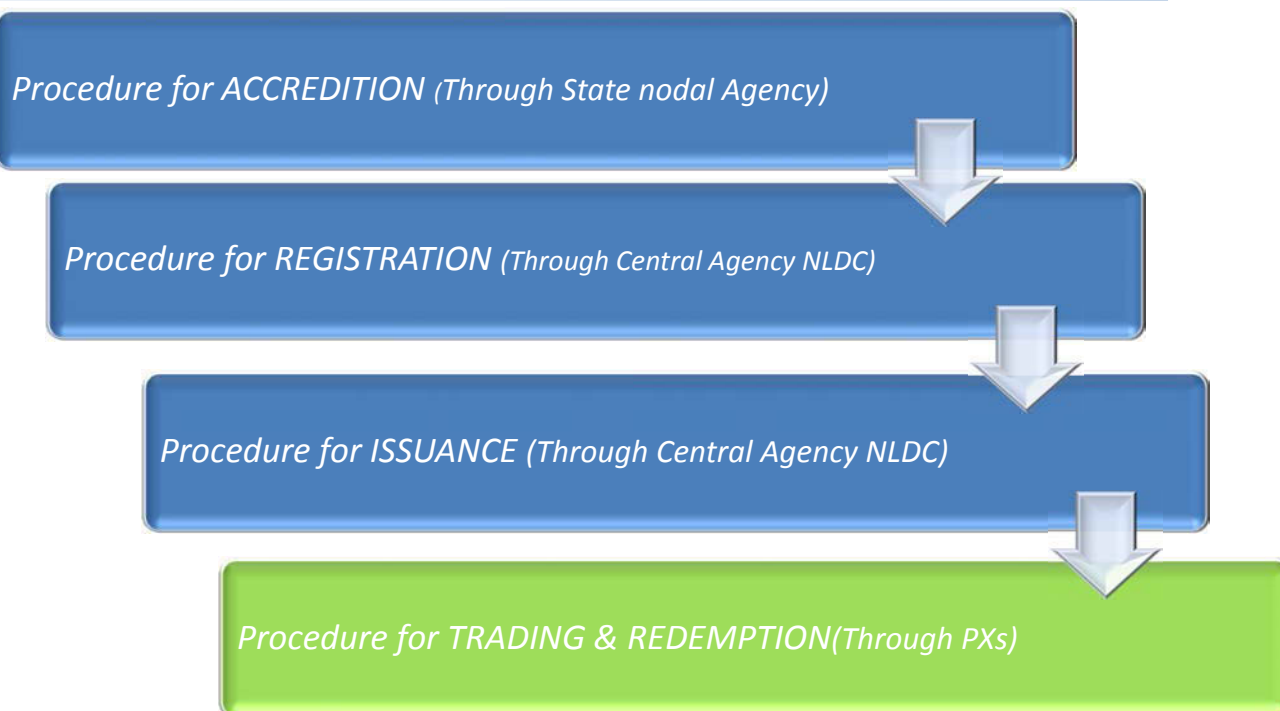 Procedure for ACCREDITION (Through State nodal Agency)
Procedure for REGISTRATION (Through Central Agency NLDC)
Procedure for ISSUANCE (Through Central Agency NLDC)
Procedure for TRADING & REDEMPTION(Through PXs)